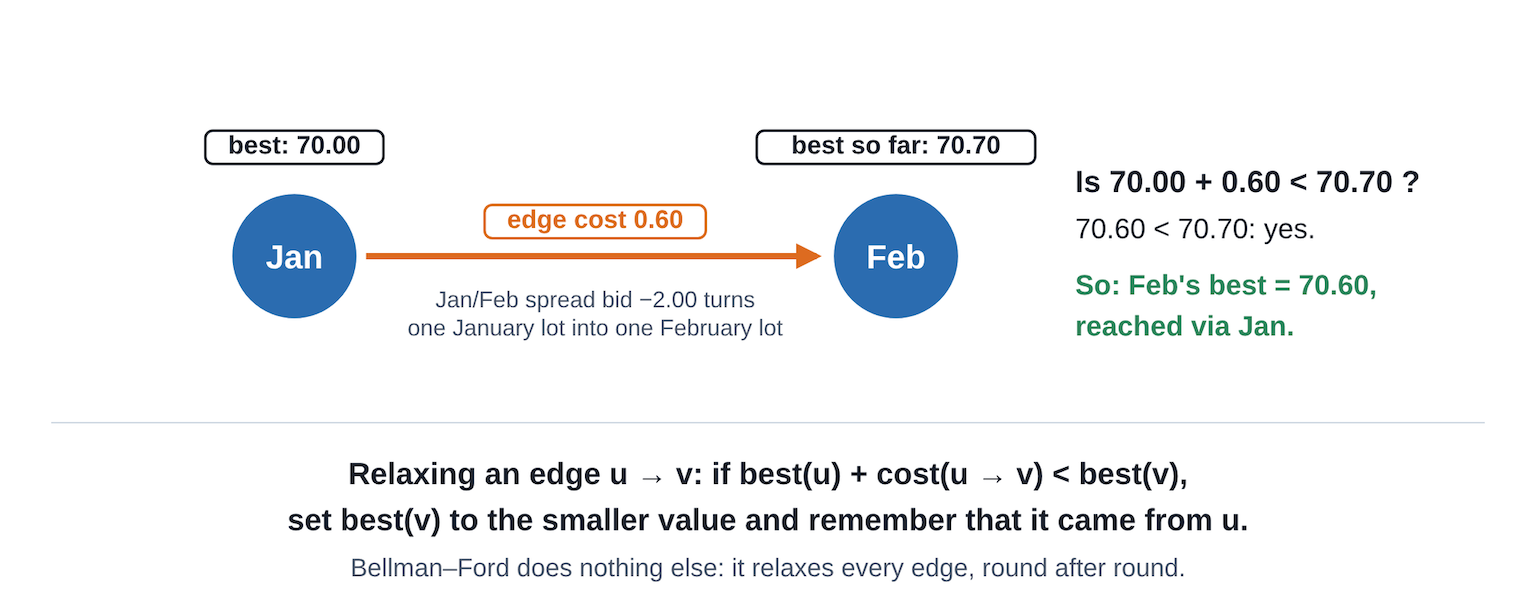 best: 70.00
best so far: 70.70
Is 70.00 + 0.60 < 70.70 ?
edge cost 0.60
70.60 < 70.70: yes.
Jan
Feb
So: Feb's best = 70.60,
reached via Jan.
Jan/Feb spread bid −2.00 turns
one January lot into one February lot
Relaxing an edge u → v: if best(u) + cost(u → v) < best(v),
set best(v) to the smaller value and remember that it came from u.
Bellman–Ford does nothing else: it relaxes every edge, round after round.